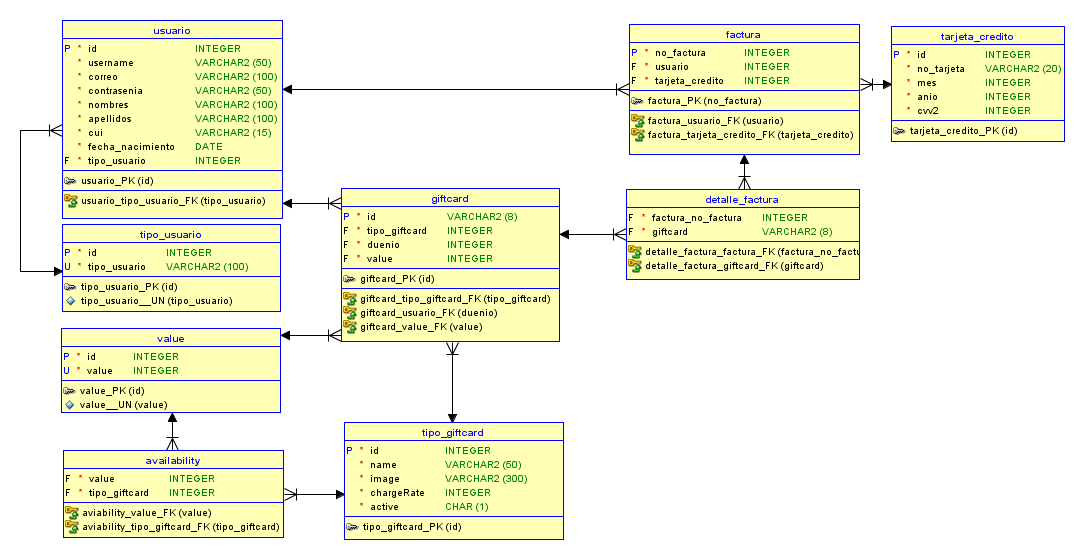 usuario
P * id INTEGER
* username VARCHAR2 (50)
* correo VARCHAR2 (100)
* contrasenia VARCHAR2 (50)
* nombres VARCHAR2 (100)
* apellidos VARCHAR2 (100)
* cui VARCHAR2 (15)
* fecha_nacimiento DATE
F * tipo_usuario INTEGER
usuario_PK (id)
usuario_tipo_usuario_FK (tipo_usuario)
factura
P * no_factura INTEGER
F * usuario INTEGER
F * tarjeta_credito INTEGER
factura_PK (no_factura)
factura_usuario_FK (usuario)
factura_tarjeta_credito_FK (tarjeta_credito)
tarjeta_credito
P * id INTEGER
* no_tarjeta VARCHAR2 (20)
* mes INTEGER
* anio INTEGER
* cvv2 INTEGER
tarjeta_credito_PK (id)
giftcard
P * id VARCHAR2 (8)
F * tipo_giftcard INTEGER
F * duenio INTEGER
F * value INTEGER
giftcard_PK (id)
giftcard_tipo_giftcard_FK (tipo_giftcard)
giftcard_usuario_FK (duenio)
giftcard_value_FK (value)
detalle_factura
F * factura_no_factura INTEGER
F * giftcard VARCHAR2 (8)
detalle_factura_factura_FK (factura_no_factu
detalle_factura_giftcard_FK (giftcard)
tipo_usuario
P * id INTEGER
U * tipo_usuario VARCHAR2 (100)
tipo_usuario_PK (id)
tipo_usuario__UN (tipo_usuario)
value
P * id INTEGER
U * value INTEGER
value_PK (id)
value__UN (value)
availability
F * value INTEGER
F * tipo_giftcard INTEGER
aviability_value_FK (value)
aviability_tipo_giftcard_FK (tipo_giftcard)
tipo_giftcard
P * id INTEGER
* name VARCHAR2 (50)
* image VARCHAR2 (300)
* chargeRate INTEGER
* active CHAR (1)
tipo_giftcard_PK (id)